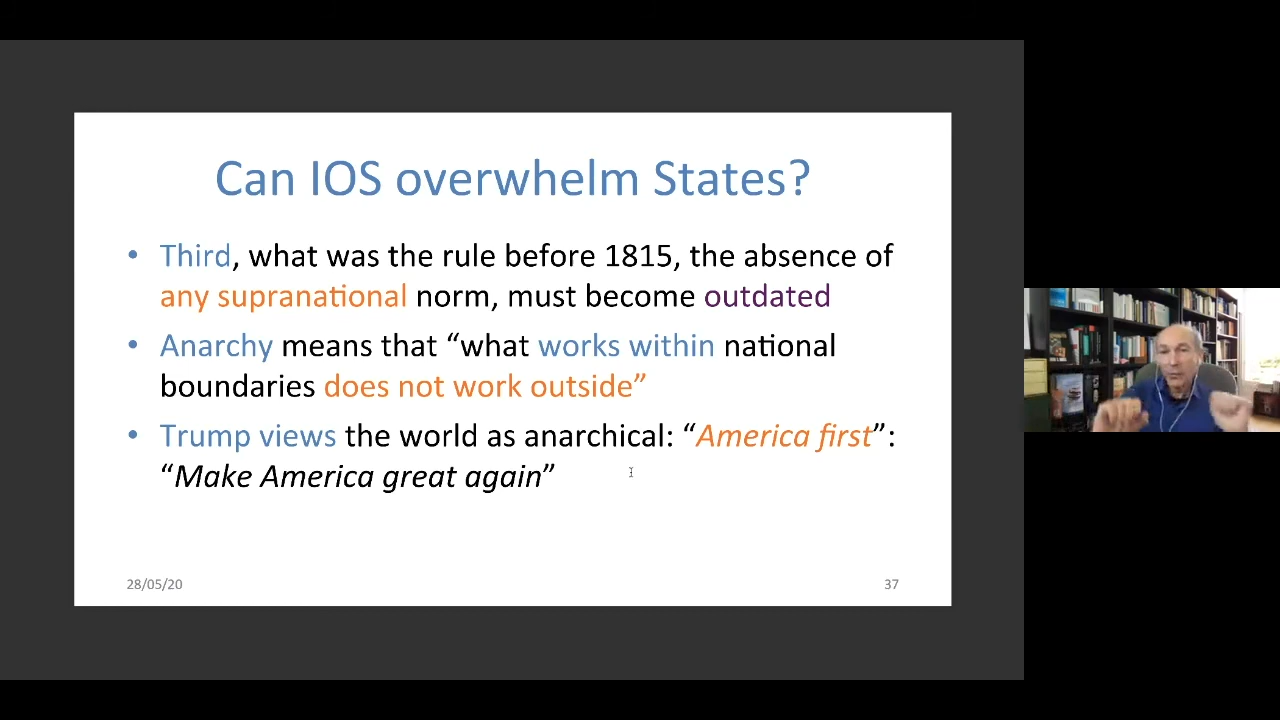 Can IOS overwhelm States?
• Third, what was the rule before 1815, the absence of
any supranational norm, must become outdated
• Anarchy means that “what works within national
boundaries does not work outside”
• Trump views the world as anarchical: “America first”:
“Make America great again”
28/05/20
37